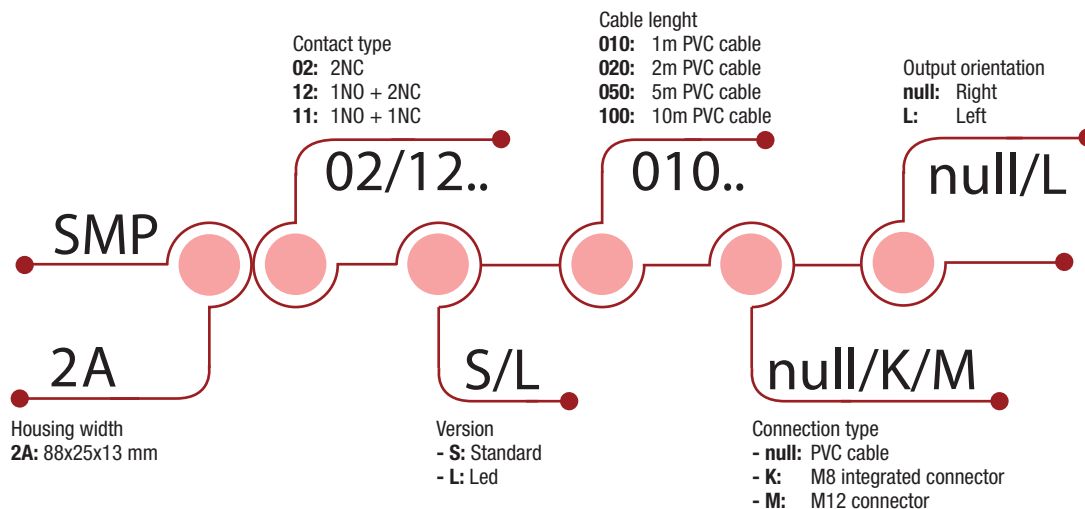 Contact type
02: 2NC
12: 1NO + 2NC
11: 1NO + 1NC
Cable lenght
010: 1m PVC cable
020: 2m PVC cable
050: 5m PVC cable
100: 10m PVC cable
Output orientation
null: Right
L: Left
02/12..
010..
null/L
SMP
2A
S/L
null/K/M
Housing width
2A: 88x25x13 mm
Version
- S: Standard
- L: Led
Connection type
- null: PVC cable
- K: M8 integrated connector
- M: M12 connector